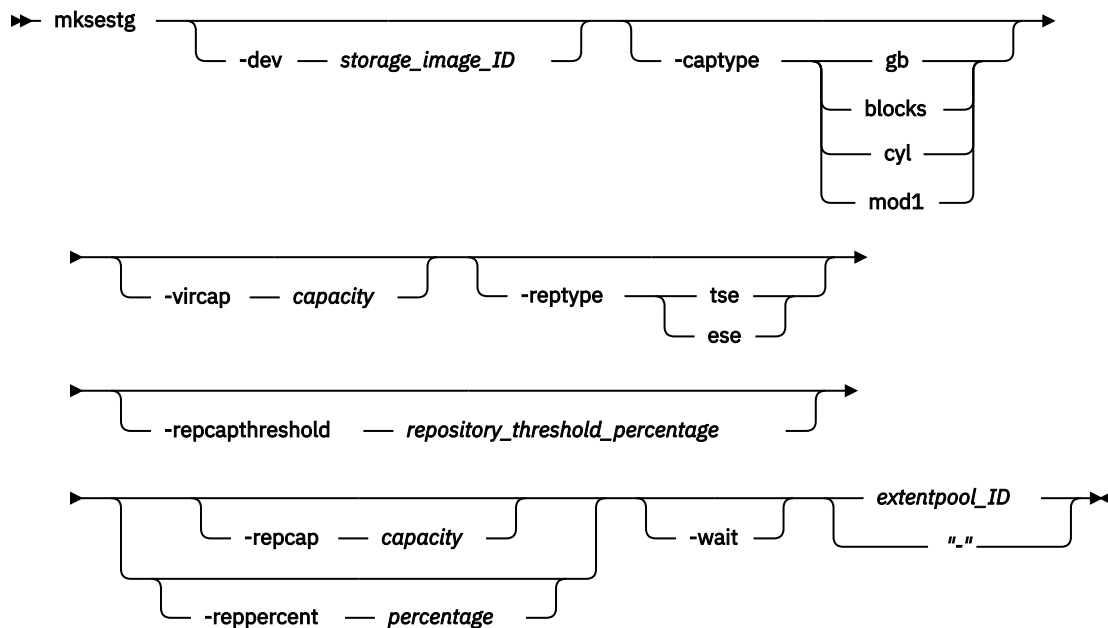 mksestg
-dev storage_image_ID -captype gb
blocks
cyl
mod1
-vircap capacity -reptype tse
ese
-repcapthreshold repository_threshold_percentage
extentpool_ID
-repcap capacity -wait "-"
-reppercent percentage